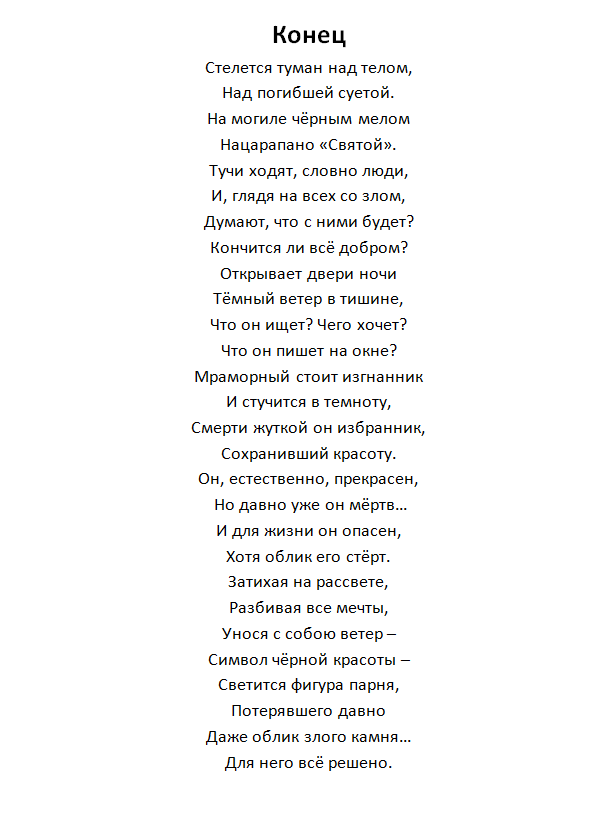 Конец
Стелется туман над телом,
Над погибшей суетой.
На могиле чёрным мелом
Нацарапано «Святой».
Тучи ходят, словно люди,
И, глядя на всех со злом,
Думают, что с ними будет?
Кончится ли всё добром?
Открывает двери ночи
Тёмный ветер в тишине,
Что он ищет? Чего хочет?
Что он пишет на окне?
Мраморный стоит изгнанник
И стучится в темноту,
Смерти жуткой он избранник,
Сохранивший красоту.
Он, естественно, прекрасен,
Но давно уже он мёртв…
И для жизни он опасен,
Хотя облик его стёрт.
Затихая на рассвете,
Разбивая все мечты,
Унося с собою ветер –
Символ чёрной красоты –
Светится фигура парня,
Потерявшего давно
Даже облик злого камня…
Для него всё решено.